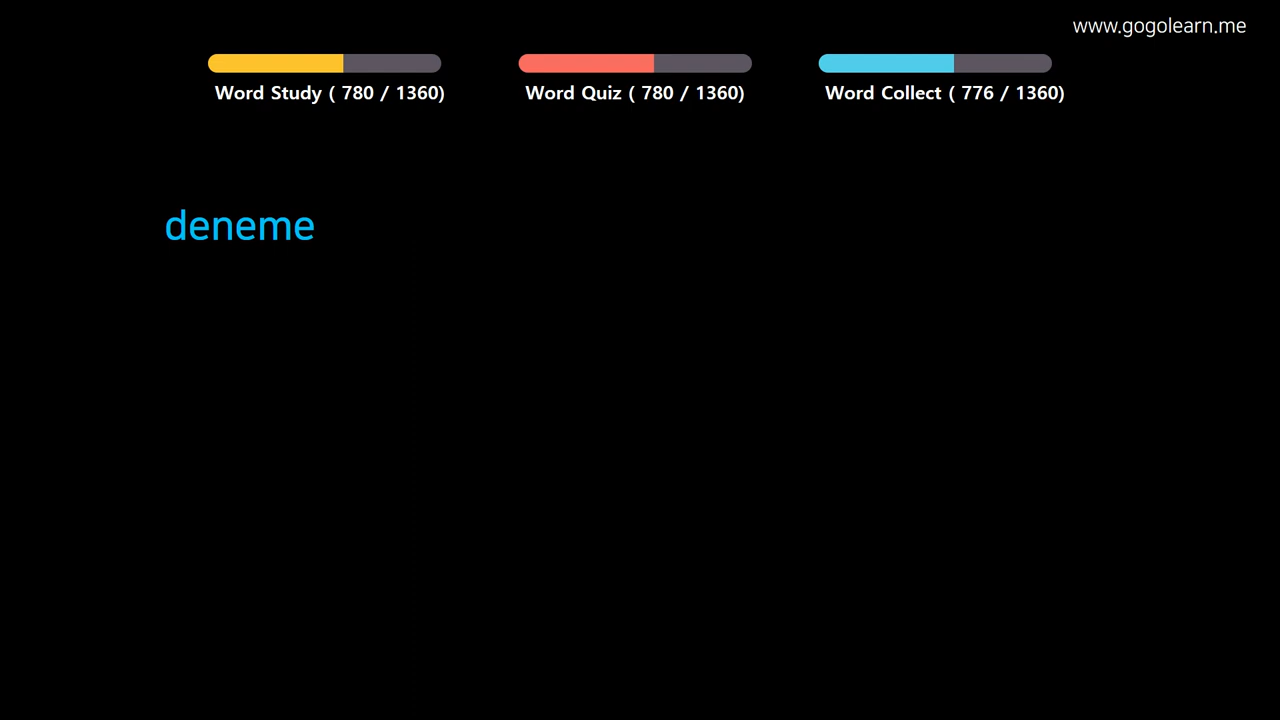 www.gogolearn.me
Word Study ( 780 / 1360)
Word Quiz ( 780 / 1360)
Word Collect ( 776 / 1360)
deneme